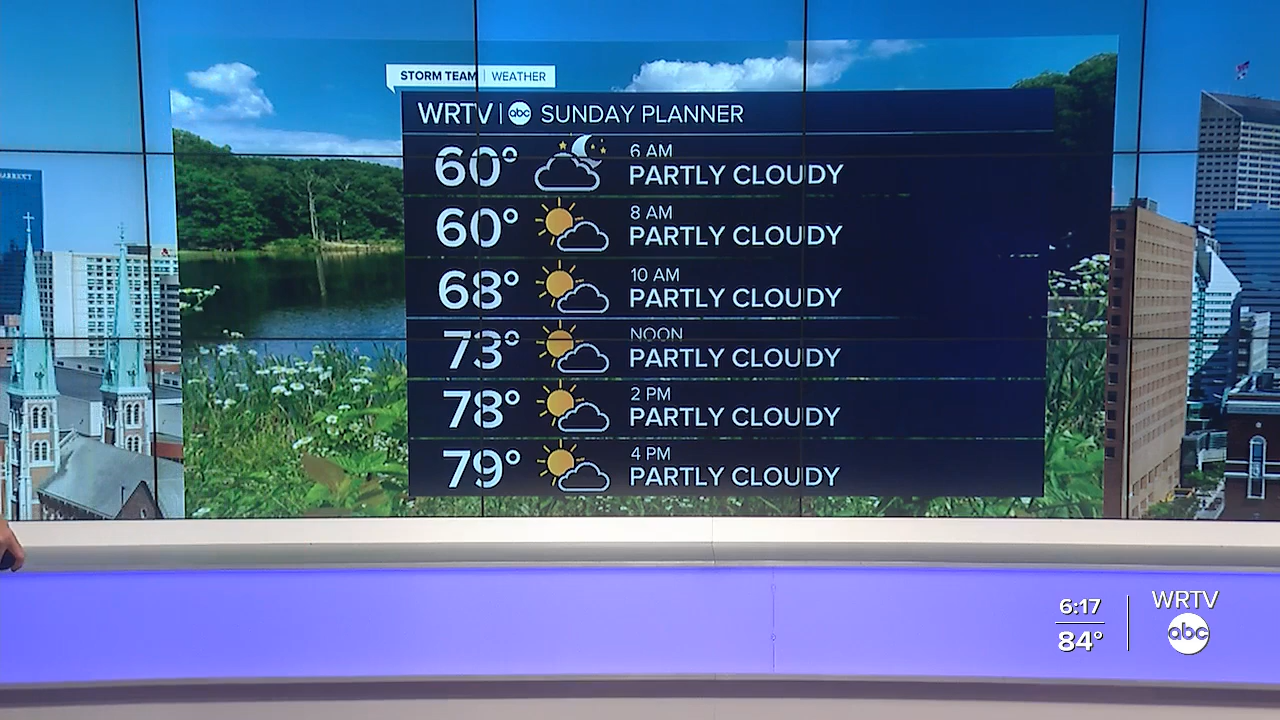 STORM TEAM | WEATHER
WRTV | abc SUNDAY PLANNER
60° 6 AM
PARTLY CLOUDY
60° 8 AM
PARTLY CLOUDY
68° 10 AM
PARTLY CLOUDY
73° NOON
PARTLY CLOUDY
78° 2 PM
PARTLY CLOUDY
79° 4 PM
PARTLY CLOUDY
6:17
84°
WRTV
abc